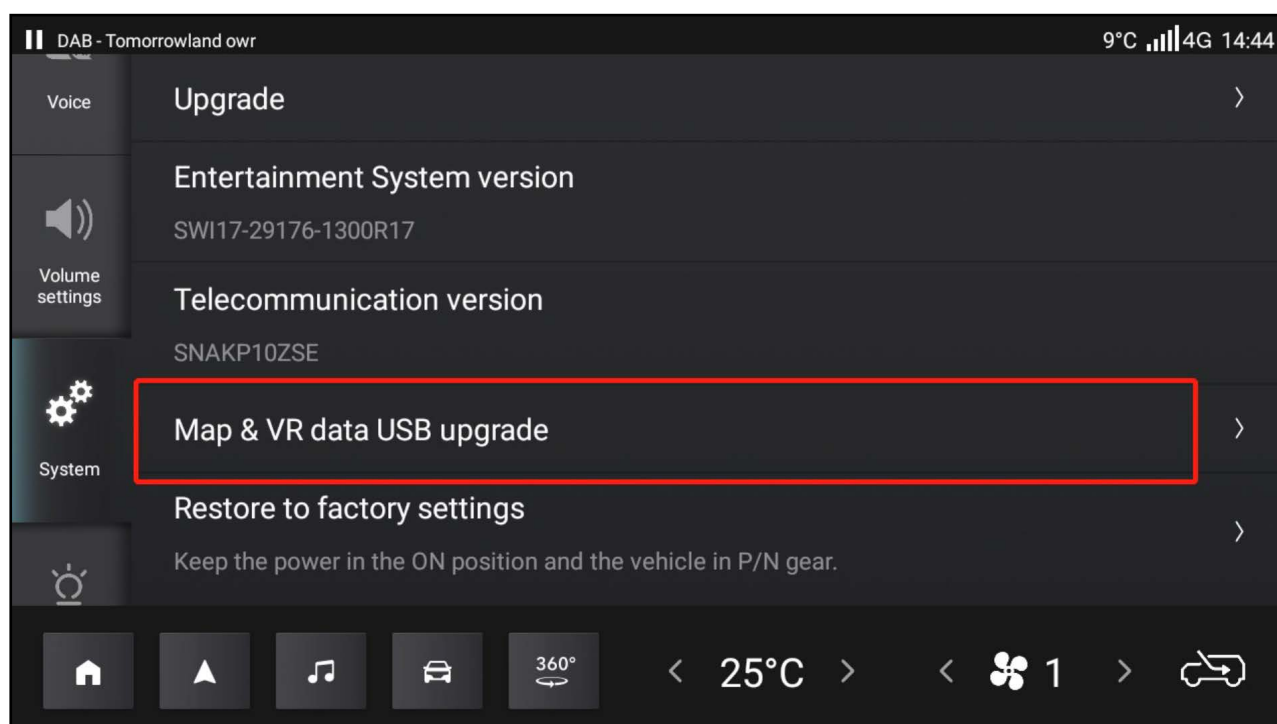 DAB - Tomorrowland owr
9°C 4G 14:44
Voice
Upgrade
Entertainment System version
SWI17-29176-1300R17
Volume
settings
Telecommunication version
SNAKP10ZSE
System
Map & VR data USB upgrade
Restore to factory settings
Keep the power in the ON position and the vehicle in P/N gear.
360°
25°C
1